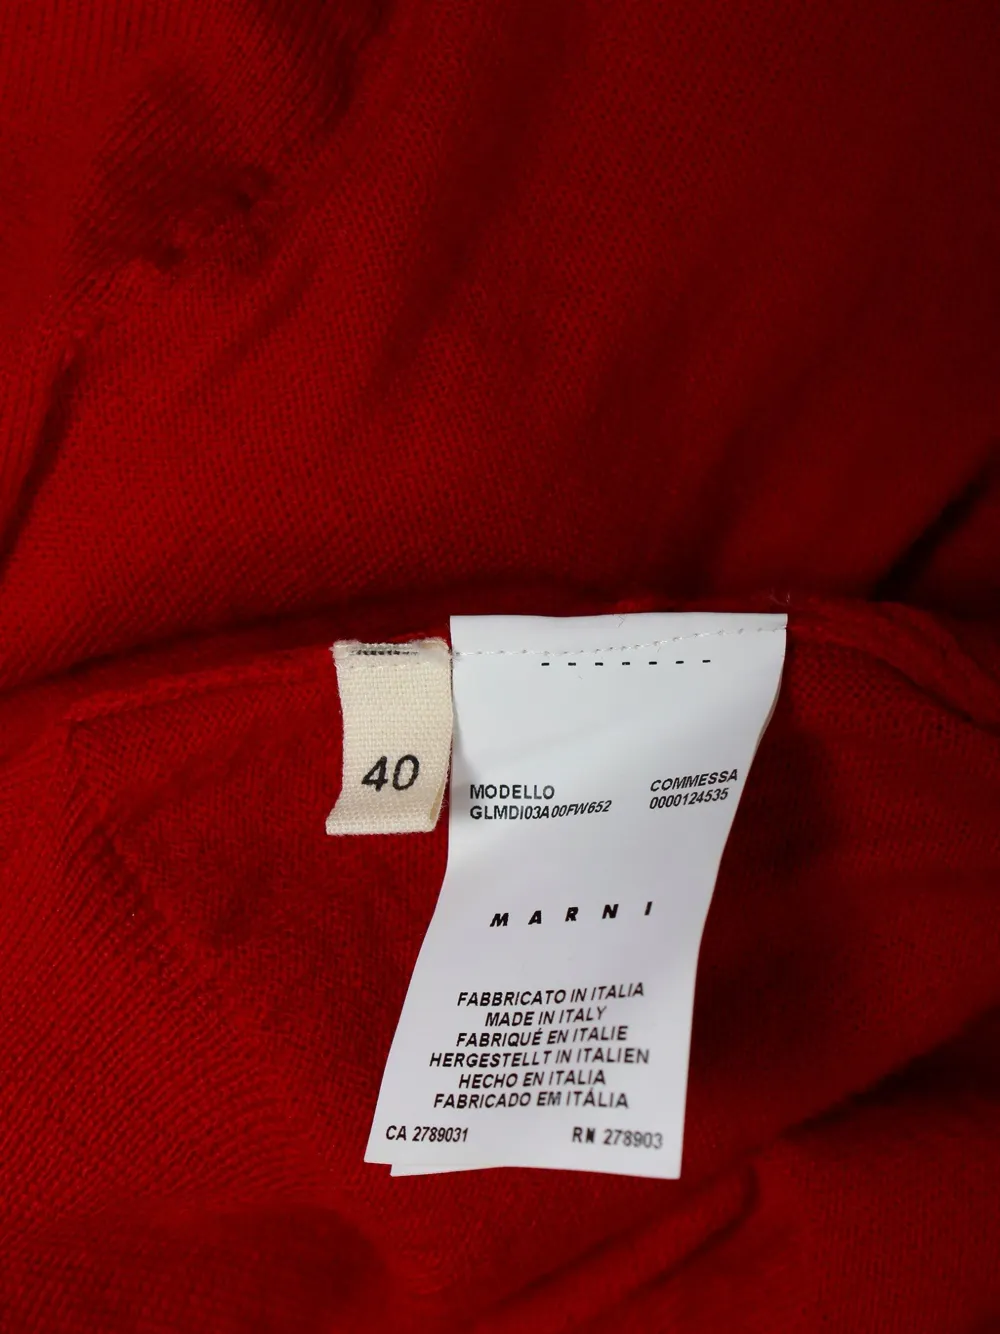 40
MODELLO
GLMDI03A00FW652
COMMESSA
0000124535
MARNI
FABBRICATO IN ITALIA
MADE IN ITALY
FABRIQUÉ EN ITALIE
HERGESTELLT IN ITALIEN
HECHO EN ITALIA
FABRICADO EM ITÁLIA
CA 2789031
RN 278903